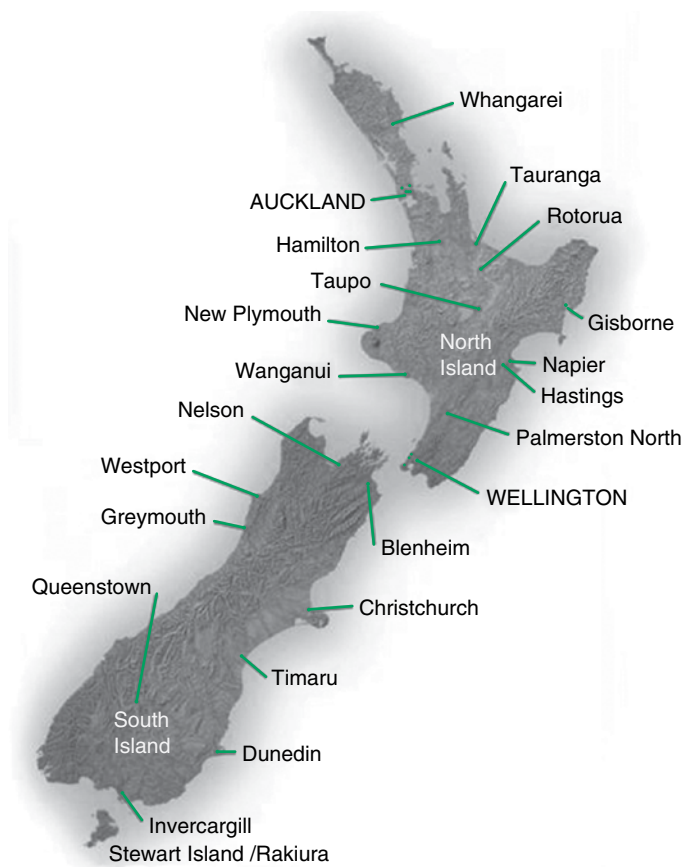 Whangarei
Tauranga
AUCKLAND
Rotorua
Hamilton
Taupo
New Plymouth
Gisborne
North
Island
Napier
Wanganui
Hastings
Nelson
Palmerston North
Westport
WELLINGTON
Greymouth
Blenheim
Queenstown
Christchurch
Timaru
South
Island
Dunedin
Invercargill
Stewart Island /Rakiura